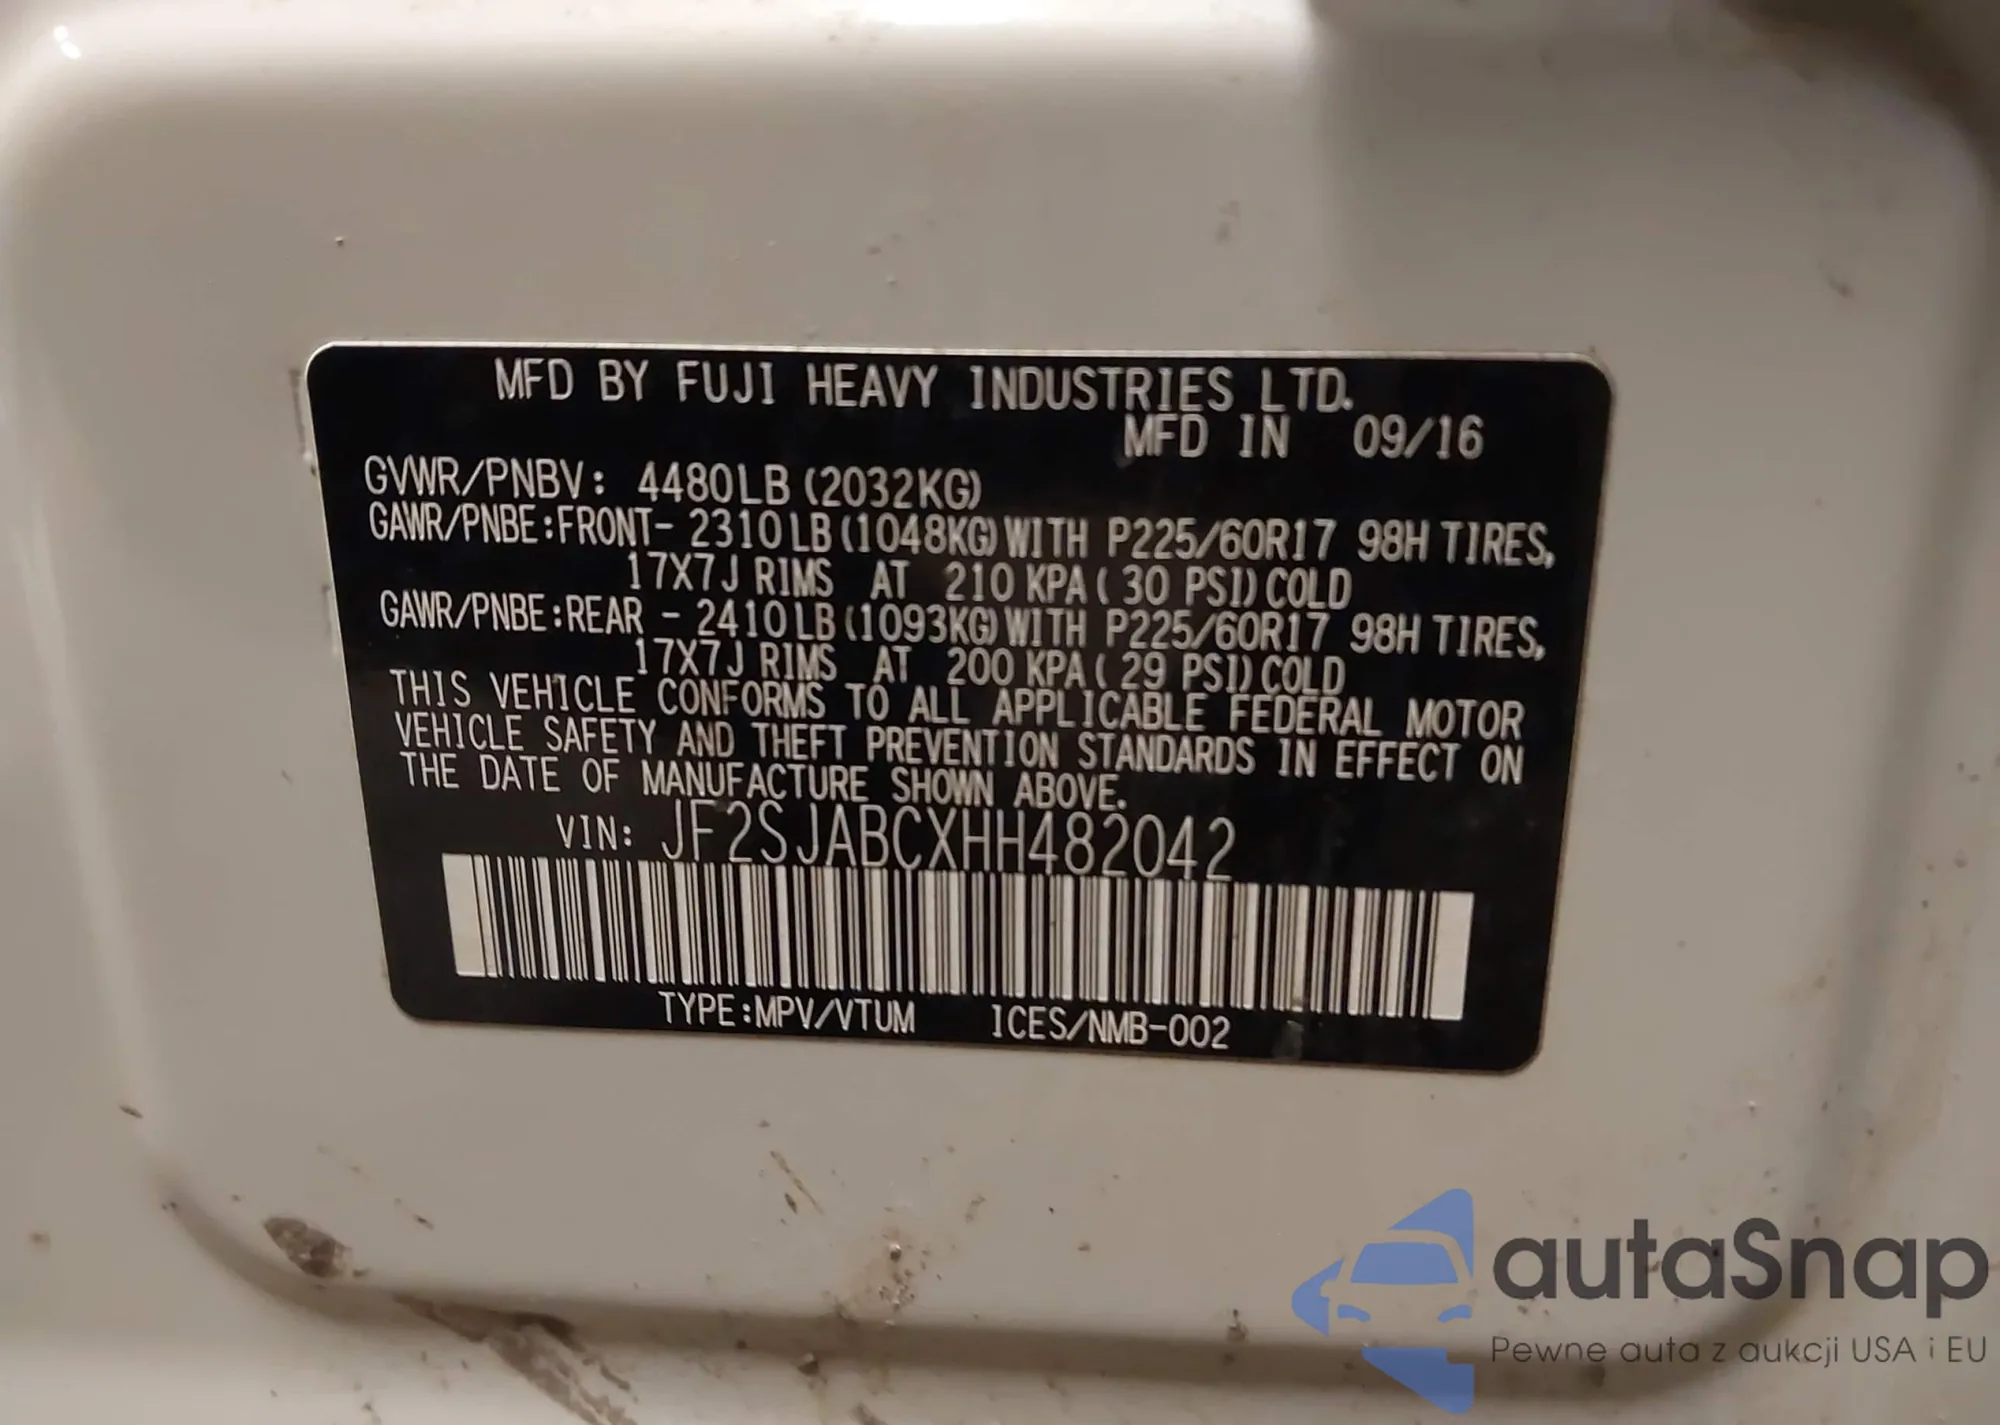 MFD BY FUJI HEAVY INDUSTRIES LTD.
MFD IN 09/16
GVWR/PNBV: 4480LB (2032KG)
GAWR/PNBE:FRONT- 2310LB(1048KG)WITH P225/60R17 98H TIRES,
17X7J RIMS AT 210 KPA( 30 PSI)COLD
GAWR/PNBE:REAR - 2410LB(1093KG)WITH P225/60R17 98H TIRES,
17X7J RIMS AT 200 KPA( 29 PSI)COLD
THIS VEHICLE CONFORMS TO ALL APPLICABLE FEDERAL MOTOR
VEHICLE SAFETY AND THEFT PREVENTION STANDARDS IN EFFECT ON
THE DATE OF MANUFACTURE SHOWN ABOVE.
VIN: JF2SJABCXHH482042
TYPE:MPV/VTUM ICES/NMB-002
autaSnap
Pewne auta z aukcji USA i EU